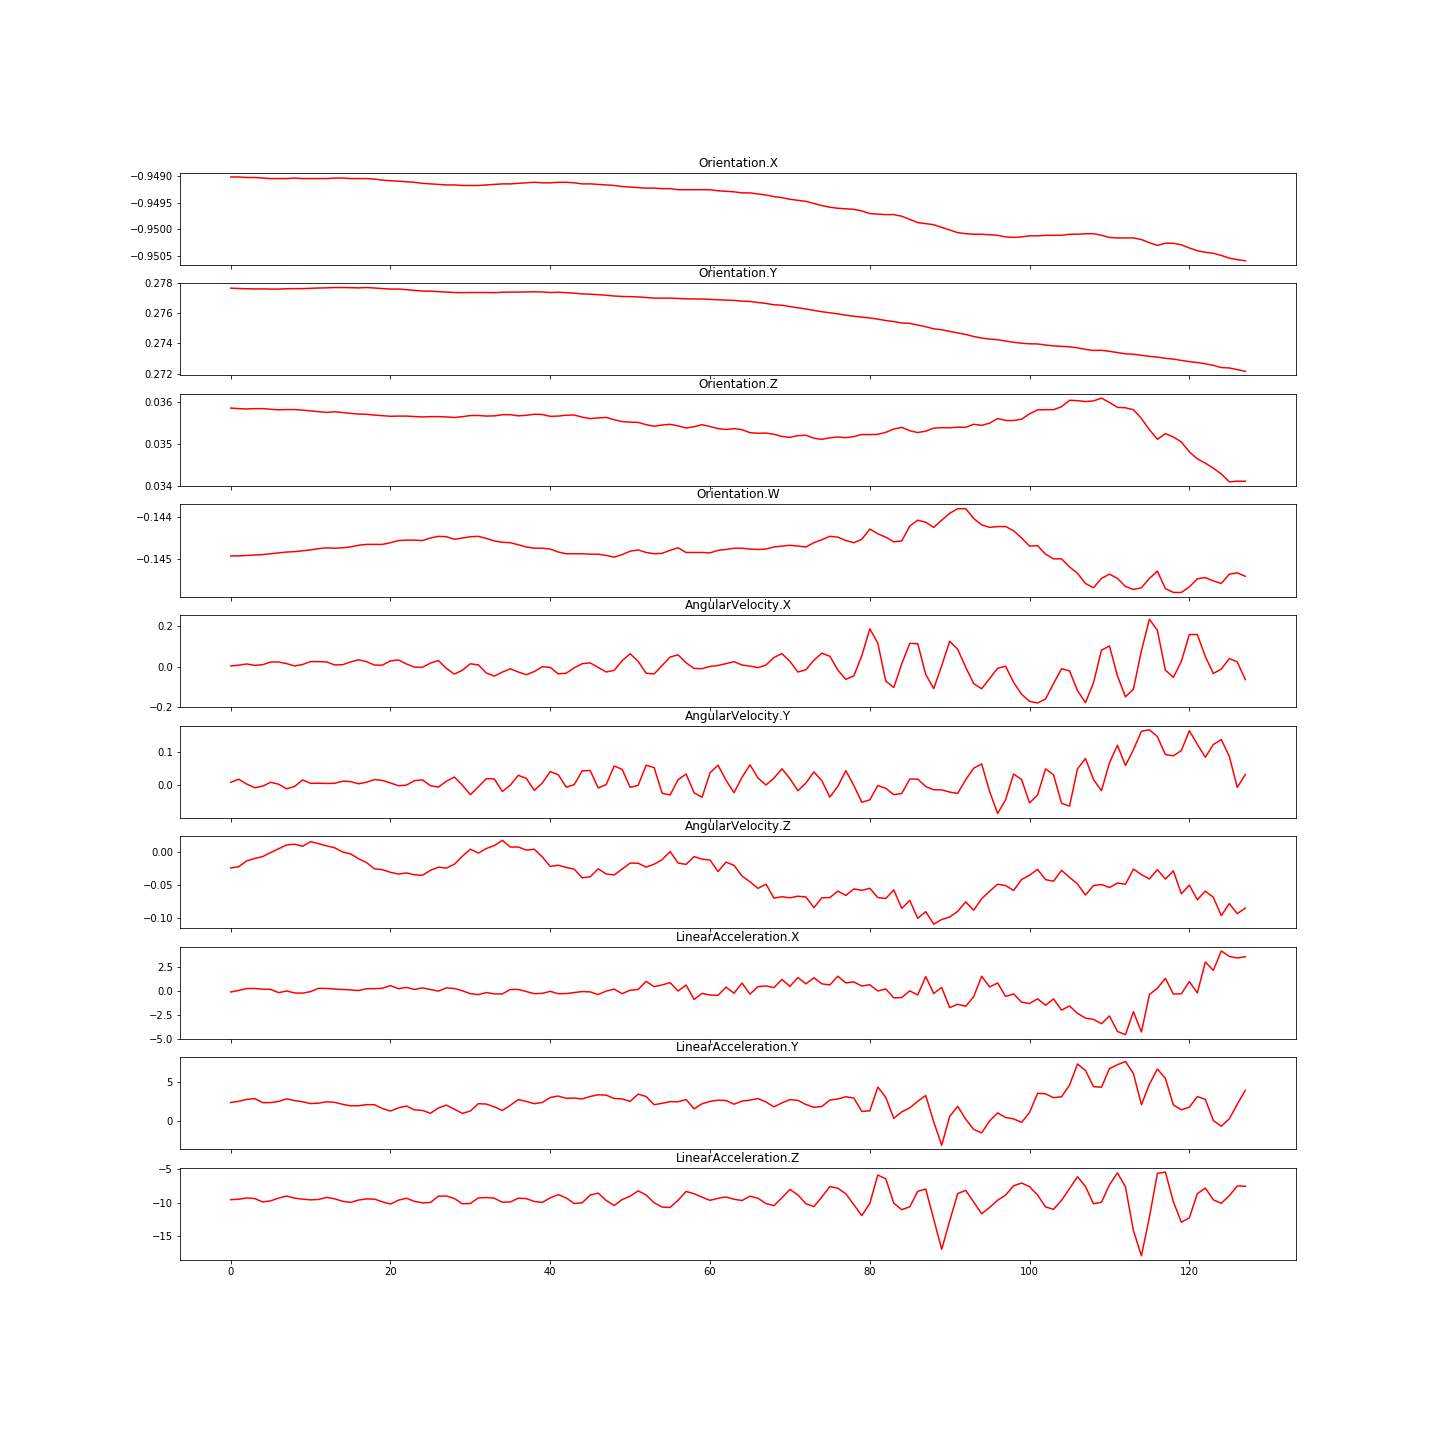 Orientation.X
−0.9490
−0.9495
−0.9500
−0.9505
Orientation.Y
0.278
0.276
0.274
0.272
Orientation.Z
0.036
0.035
0.034
Orientation.W
−0.144
−0.145
AngularVelocity.X
0.2
0.0
−0.2
AngularVelocity.Y
0.1
0.0
AngularVelocity.Z
0.00
−0.05
−0.10
LinearAcceleration.X
2.5
0.0
−2.5
−5.0
LinearAcceleration.Y
5
0
LinearAcceleration.Z
−5
−10
−15
0 20 40 60 80 100 120